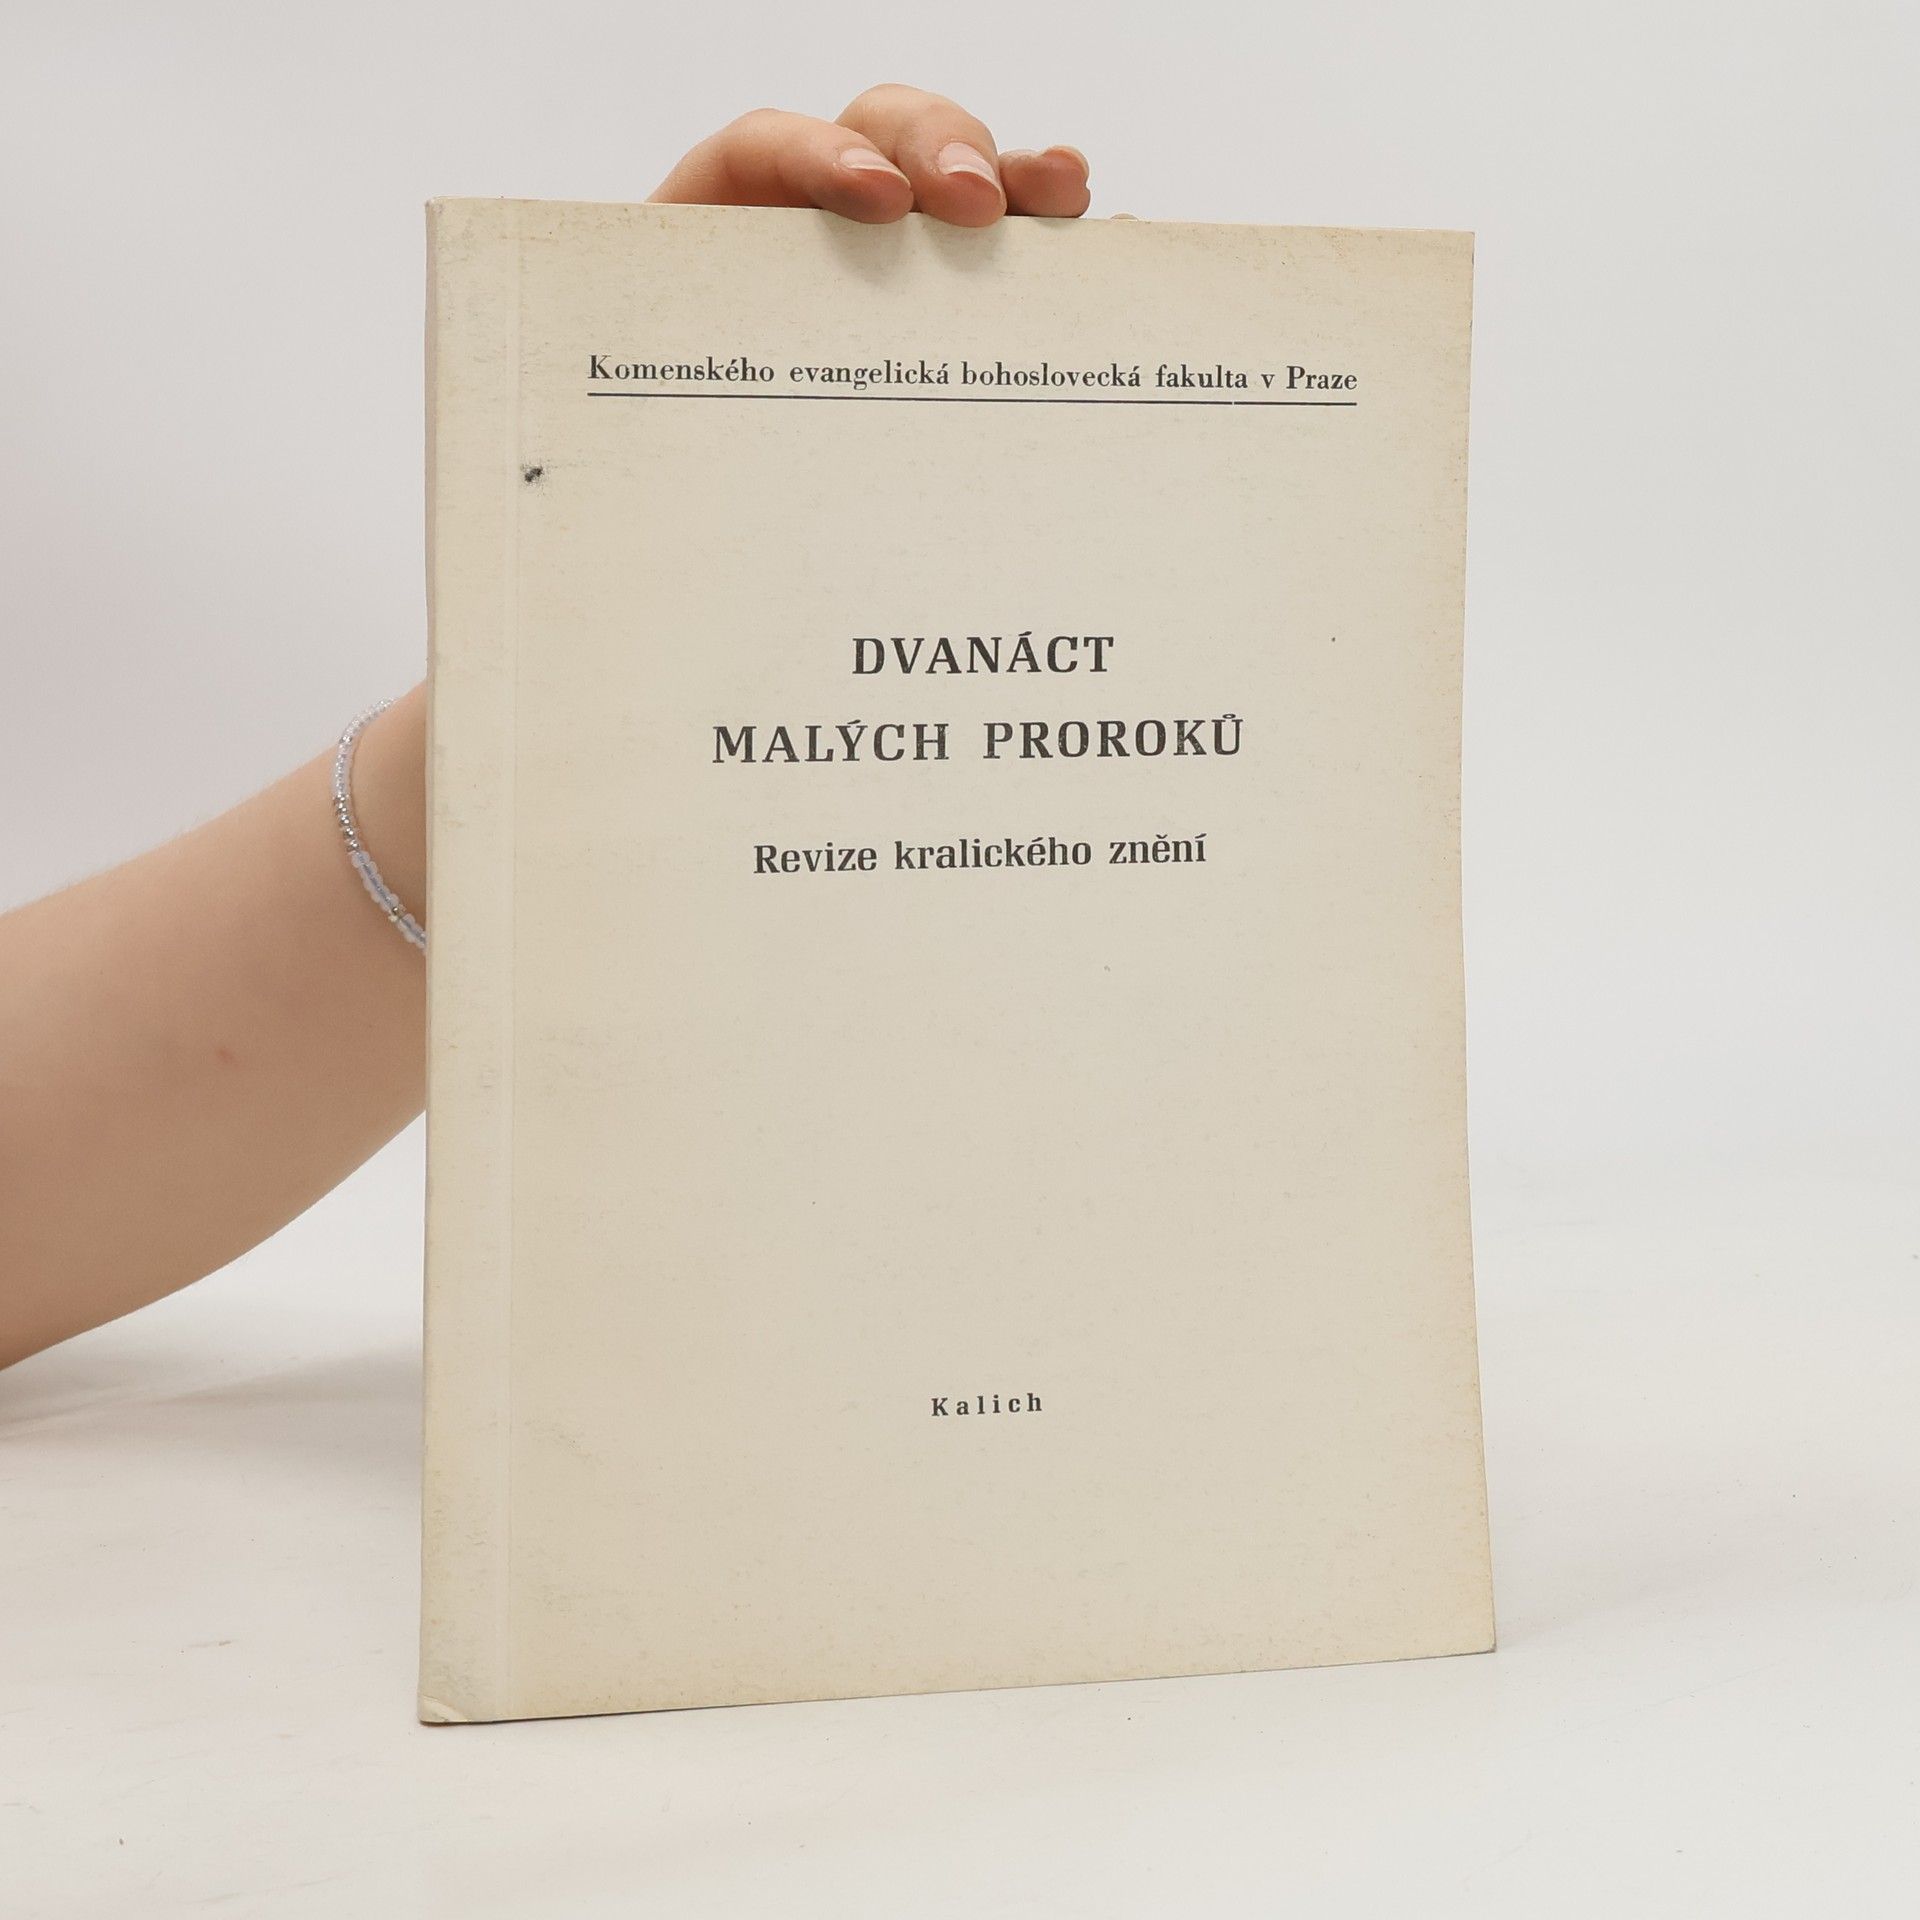 Komenského evangelická bohoslovecká fakulta v Praze
DVANÁCT
MALÝCH PROROKŮ
Revize kralického znění
Kalich